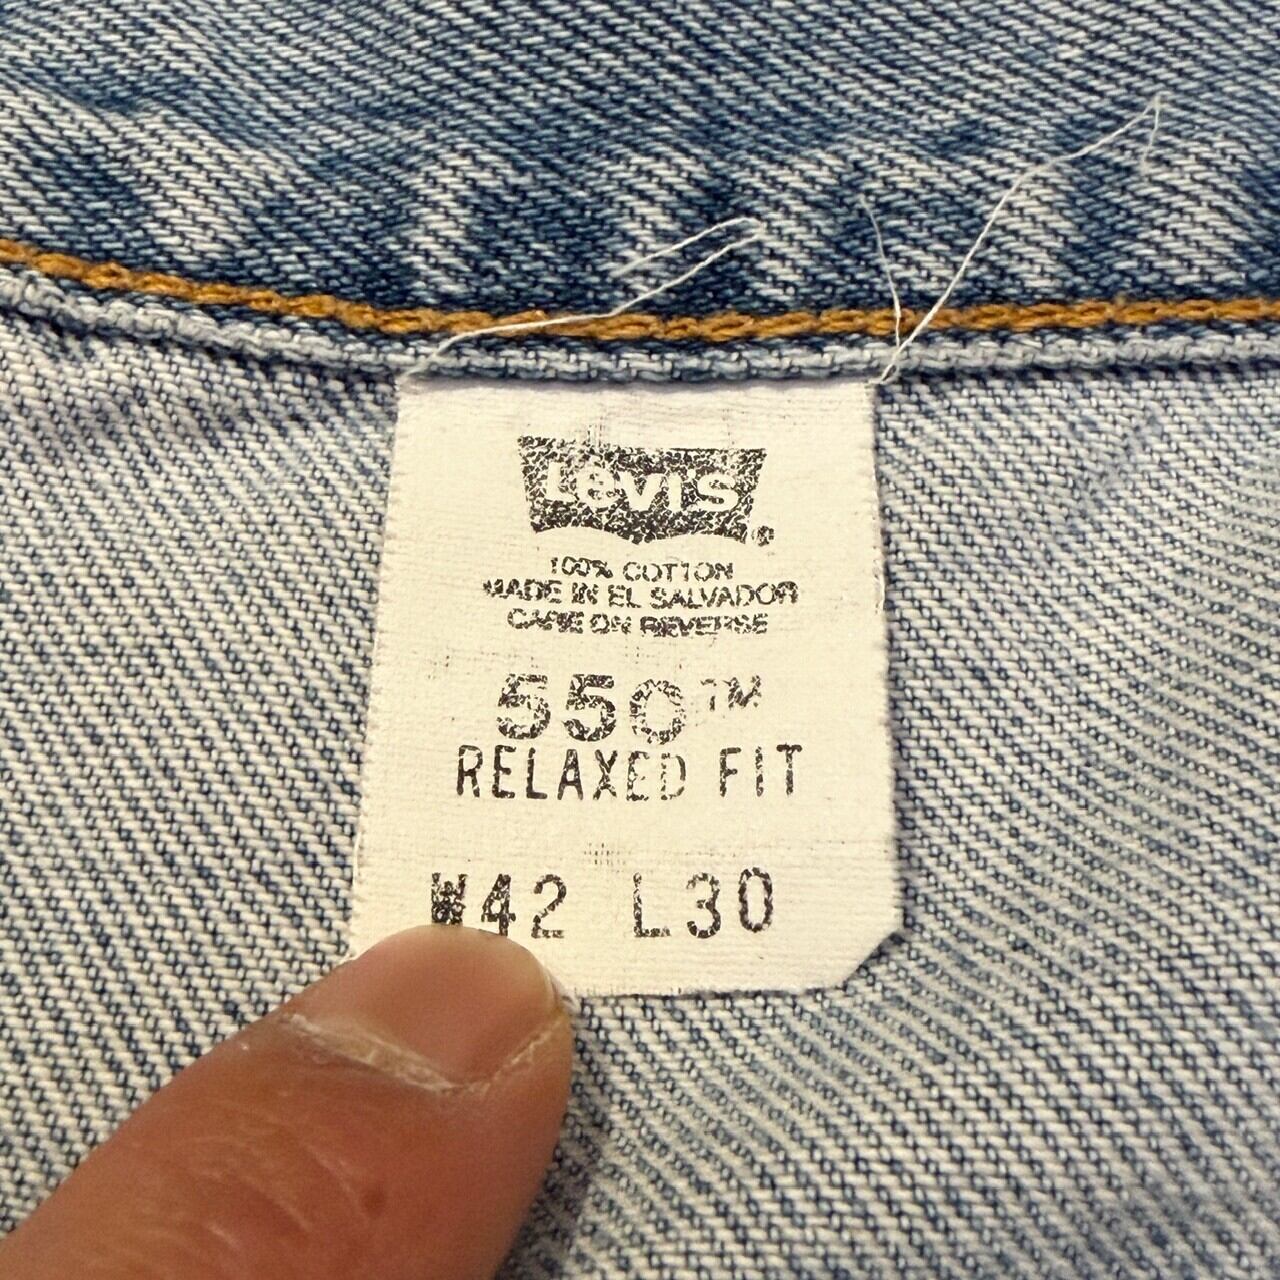 Levi's®
100% COTTON
MADE IN EL SALVADOR
CARE ON REVERSE
550™
RELAXED FIT
W42 L30